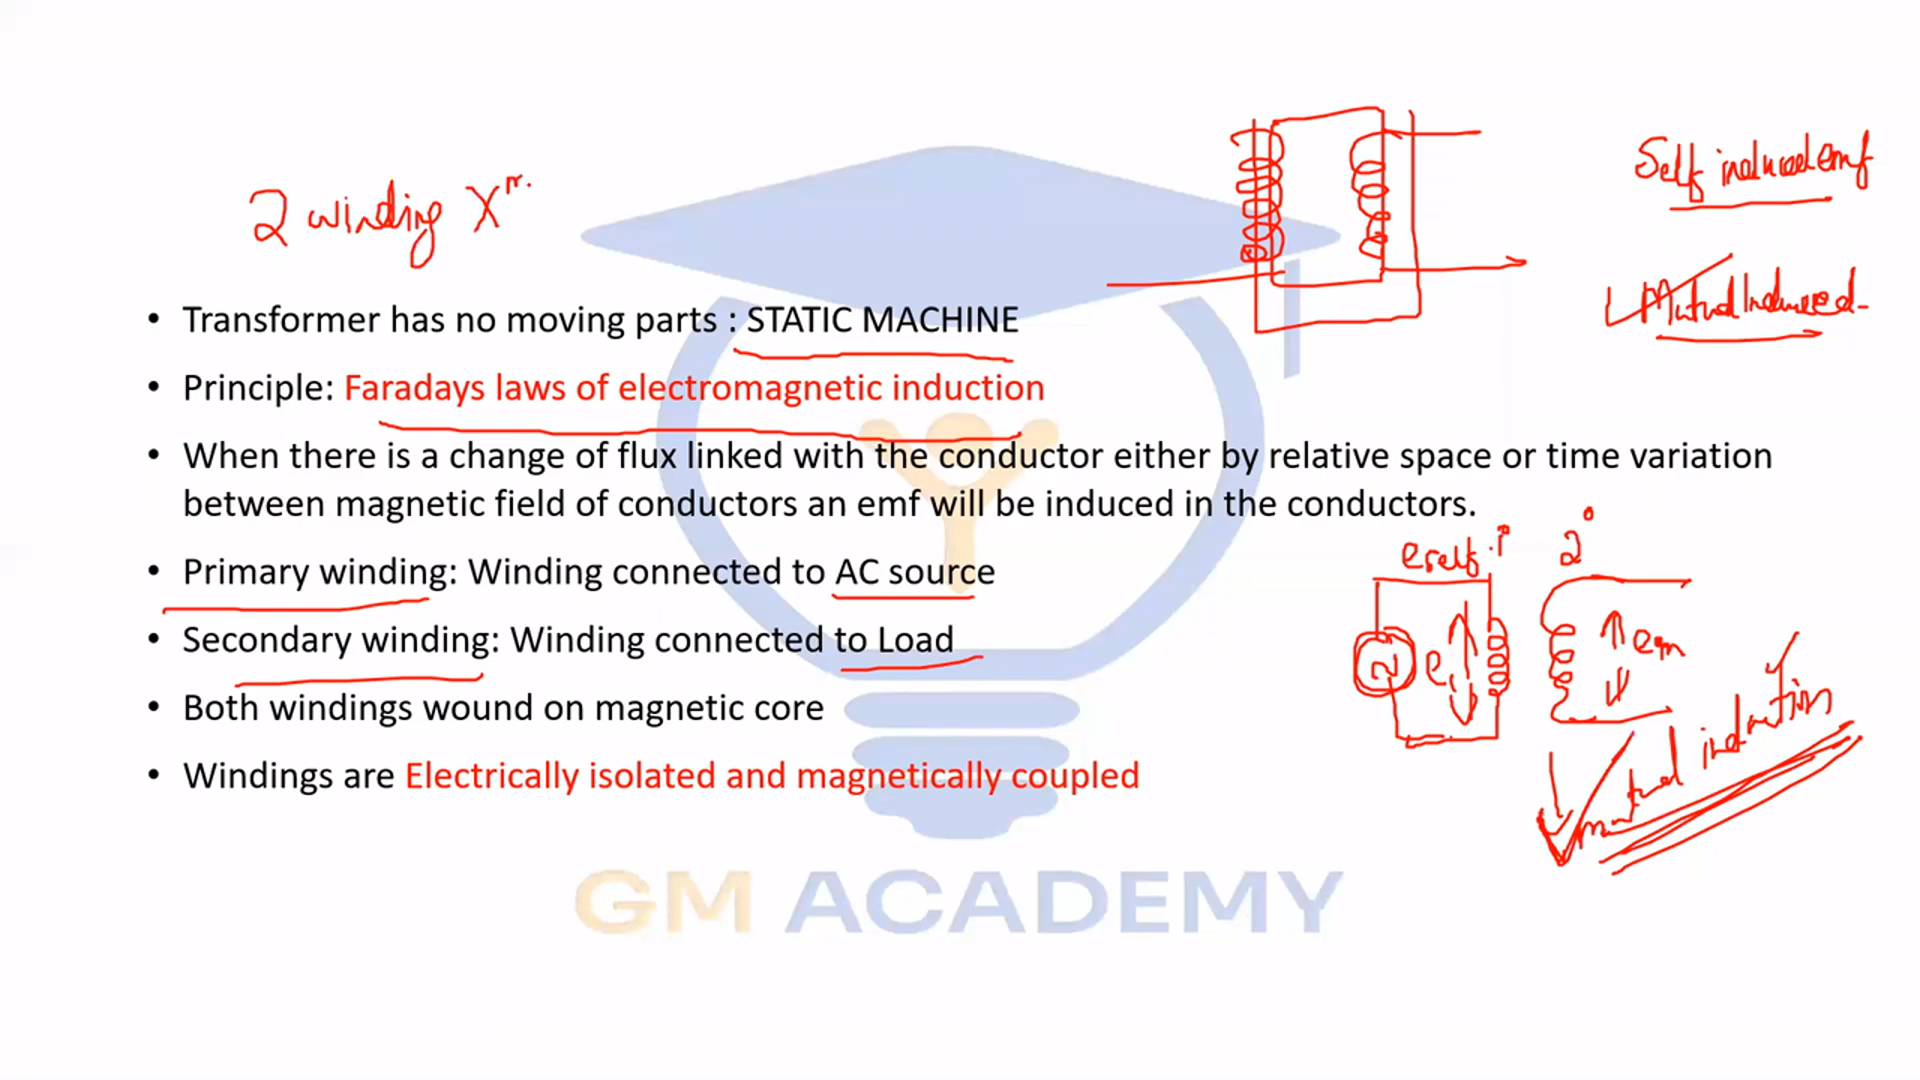 Self induced emf
2 winding Xr.
Mutual Induced
• Transformer has no moving parts : STATIC MACHINE
• Principle: Faradays laws of electromagnetic induction
• When there is a change of flux linked with the conductor either by relative space or time variation
between magnetic field of conductors an emf will be induced in the conductors.
eself 1° 2°
• Primary winding: Winding connected to AC source
• Secondary winding: Winding connected to Load
e1 em
• Both windings wound on magnetic core
mutual induction
• Windings are Electrically isolated and magnetically coupled
GM ACADEMY